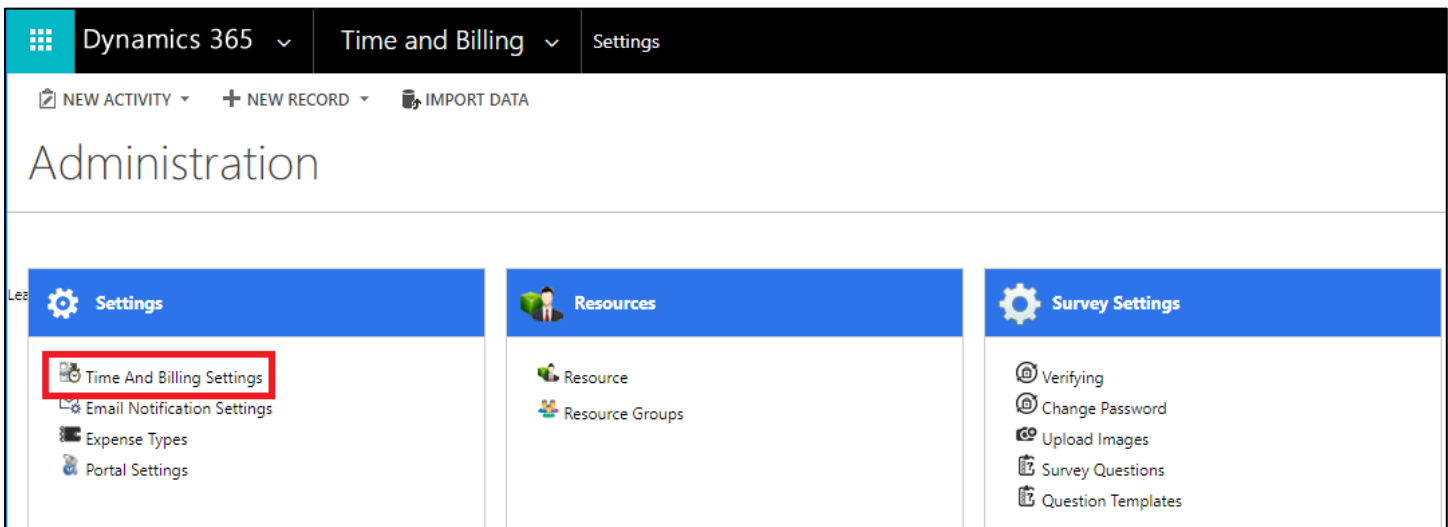 Dynamics 365 Time and Billing Settings
NEW ACTIVITY NEW RECORD IMPORT DATA
Administration
Lea
Settings
Time And Billing Settings
Email Notification Settings
Expense Types
Portal Settings
Resources
Resource
Resource Groups
Survey Settings
Verifying
Change Password
Upload Images
Survey Questions
Question Templates